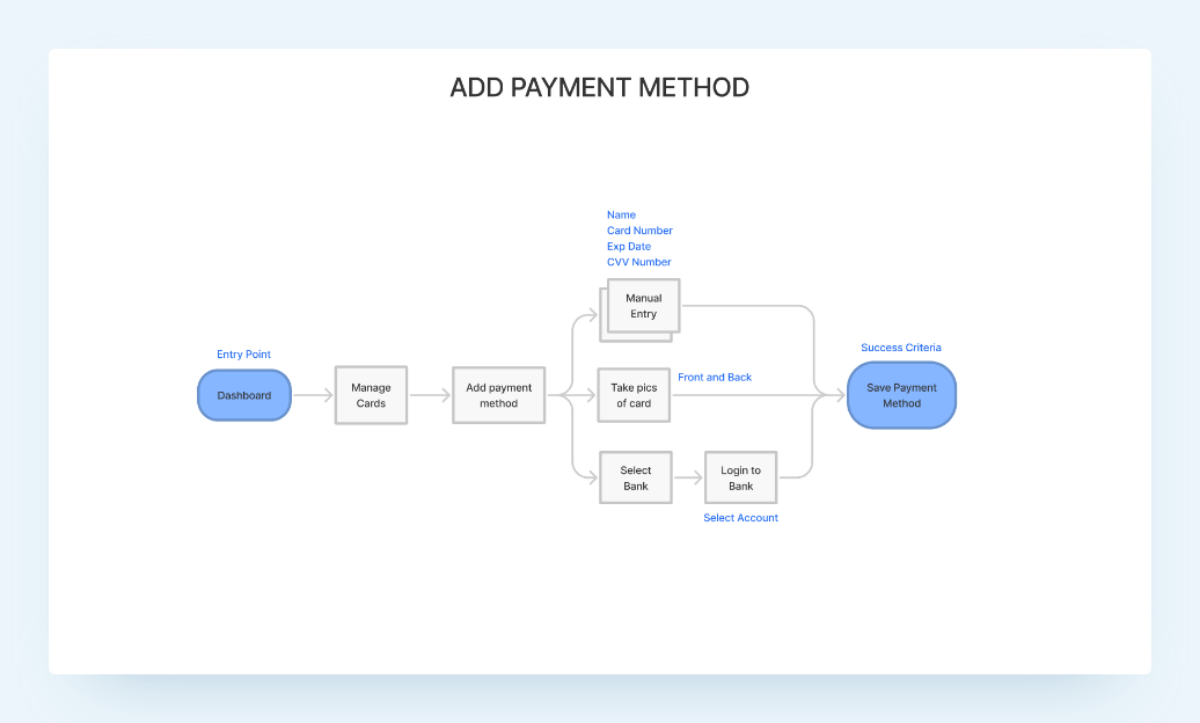 ADD PAYMENT METHOD
Name
Card Number
Exp Date
CVV Number
Manual
Entry
Entry Point
Dashboard
Manage
Cards
Add payment
method
Take pics
of card
Front and Back
Select
Bank
Login to
Bank
Select Account
Success Criteria
Save Payment
Method